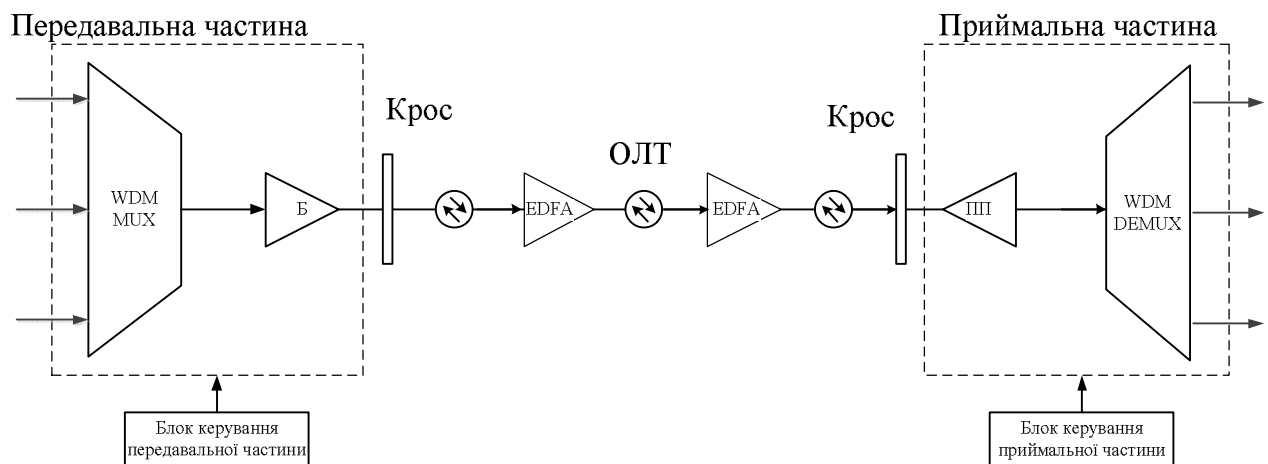 Передавальна частина
Приймальна частина
Крос
Крос
ОЛТ
WDM
MUX
Б
EDFA
EDFA
ПП
WDM
DEMUX
Блок керування
передавальної частини
Блок керування
приймальної частини